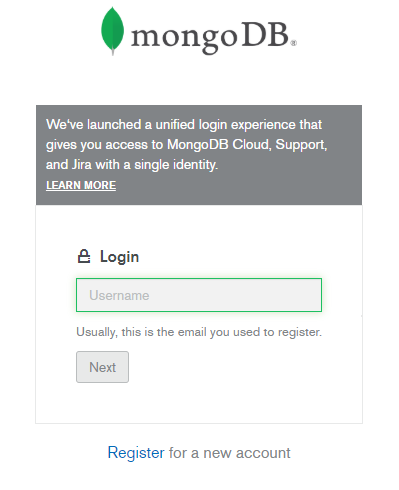 mongoDB®
We've launched a unified login experience that
gives you access to MongoDB Cloud, Support,
and Jira with a single identity.
LEARN MORE
Login
Username
Usually, this is the email you used to register.
Next
Register for a new account